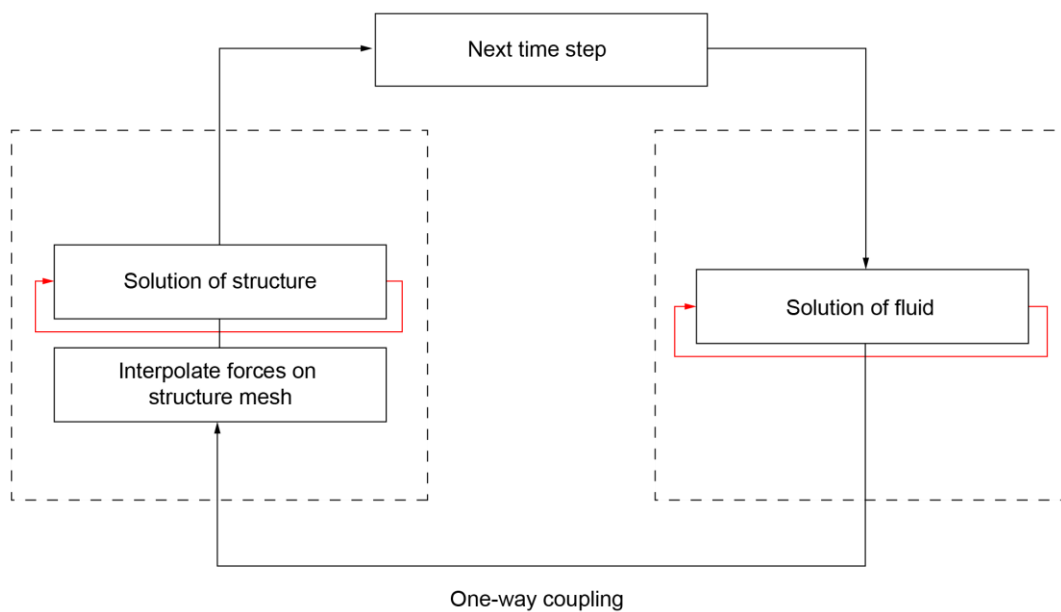 Next time step
Solution of structure
Interpolate forces on
structure mesh
Solution of fluid
One-way coupling